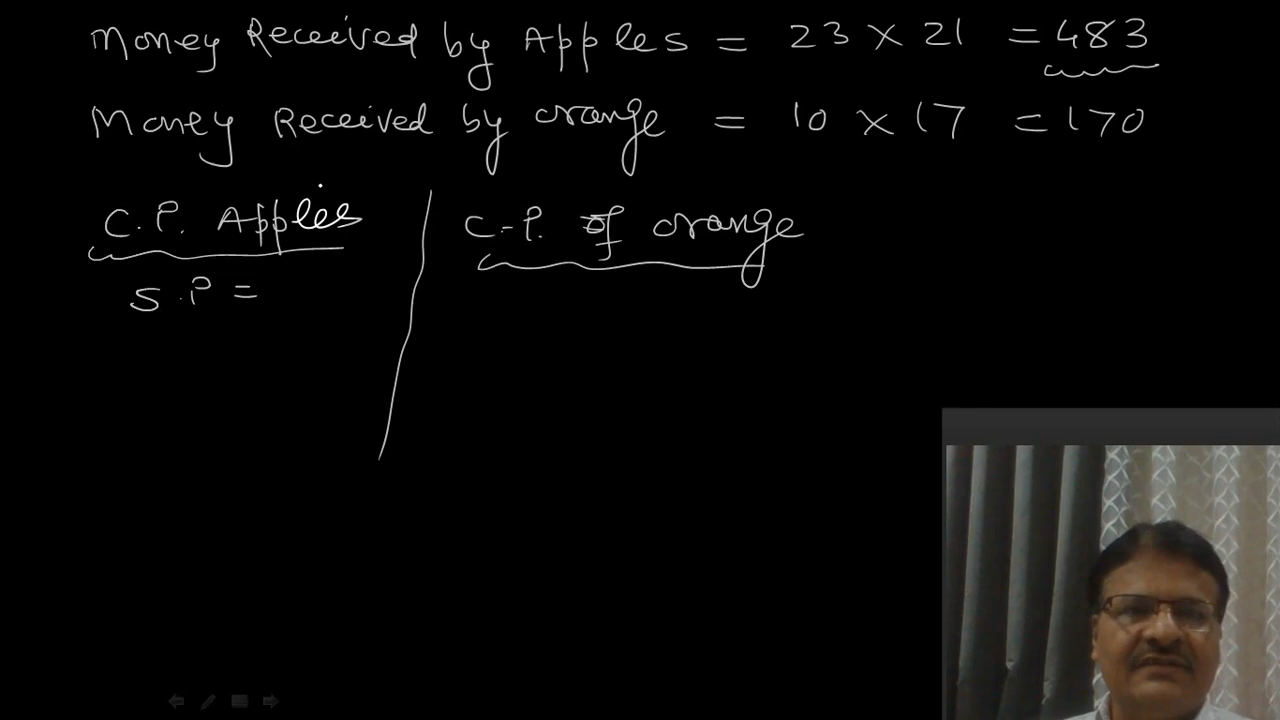 Money Received by Apples = 23 × 21 = 483
Money Received by orange = 10 × 17 = 170
C.P. Apples
C.P. of orange
S.P =